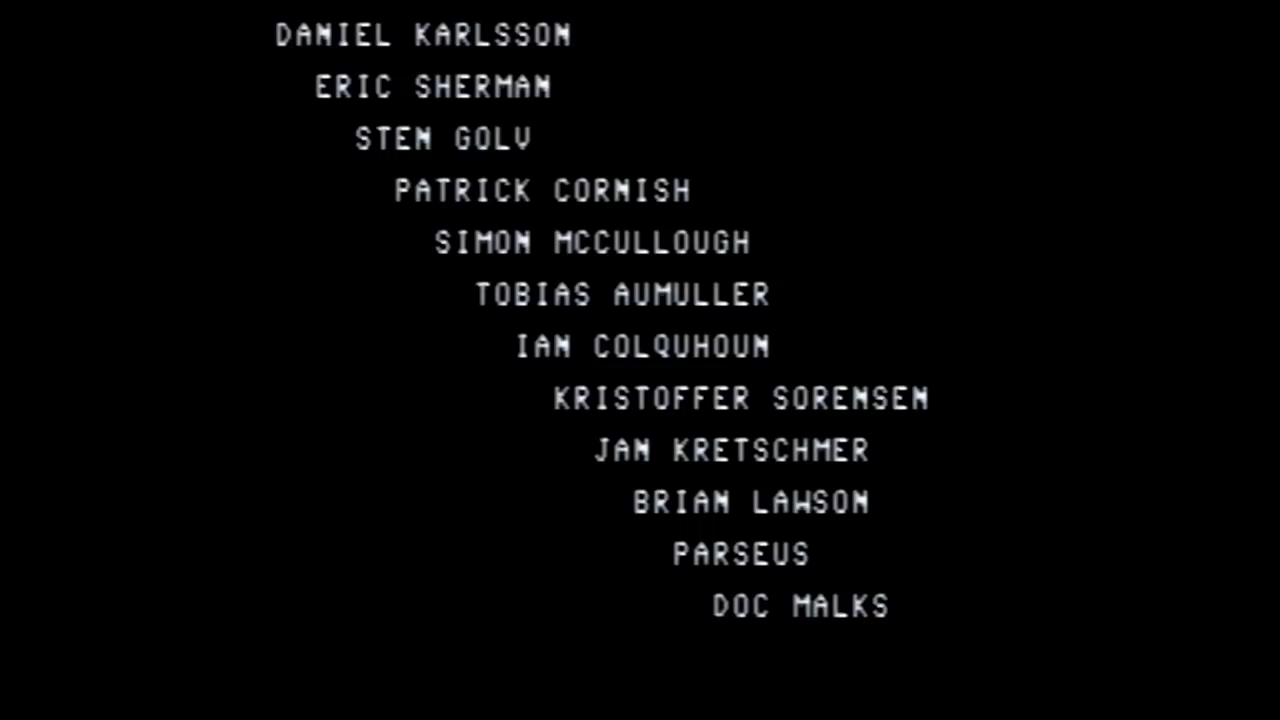 DANIEL KARLSSON
ERIC SHERMAN
STEN GOLV
PATRICK CORNISH
SIMON MCCULLOUGH
TOBIAS AUMULLER
IAN COLQUHOUN
KRISTOFFER SORENSEN
JAN KRETSCHMER
BRIAN LAWSON
PARSEUS
DOC MALKS